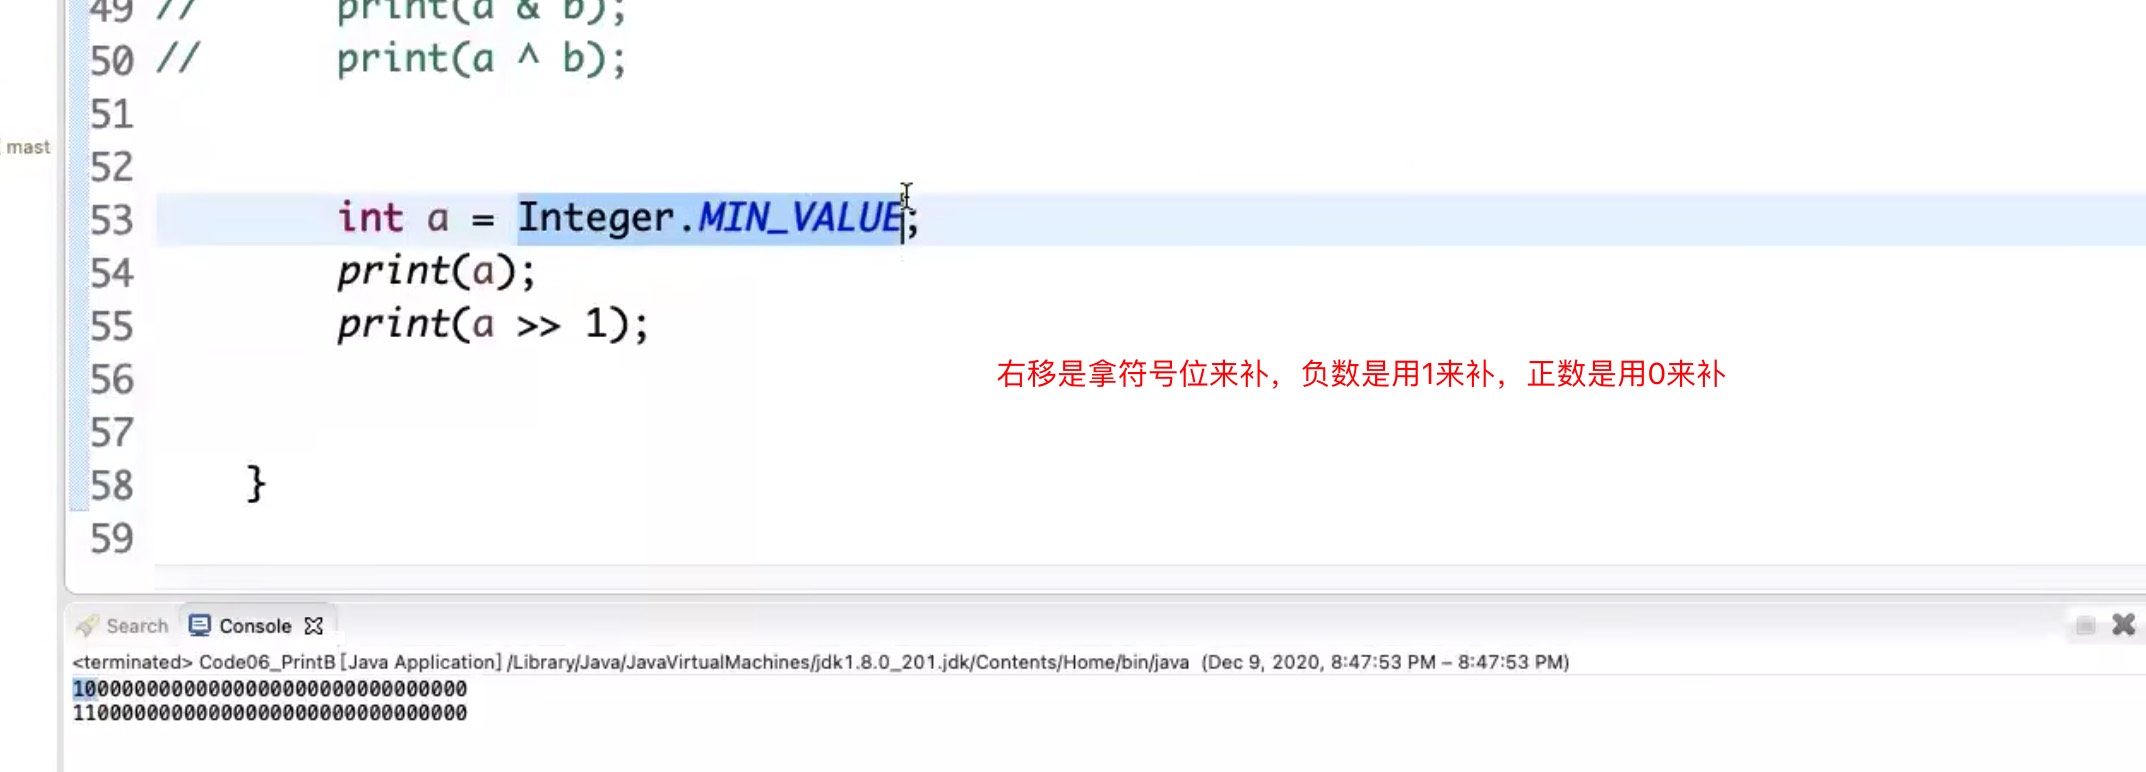 49 //      print(a & b);
50 //      print(a ^ b);
51
mast
52
53        int a = Integer.MIN_VALUE;
54        print(a);
55        print(a >> 1);
右移是拿符号位来补，负数是用1来补，正数是用0来补
56
57
58    }
59
Search Console
<terminated> Code06_PrintB [Java Application] /Library/Java/JavaVirtualMachines/jdk1.8.0_201.jdk/Contents/Home/bin/java (Dec 9, 2020, 8:47:53 PM – 8:47:53 PM)
10000000000000000000000000000000
11000000000000000000000000000000